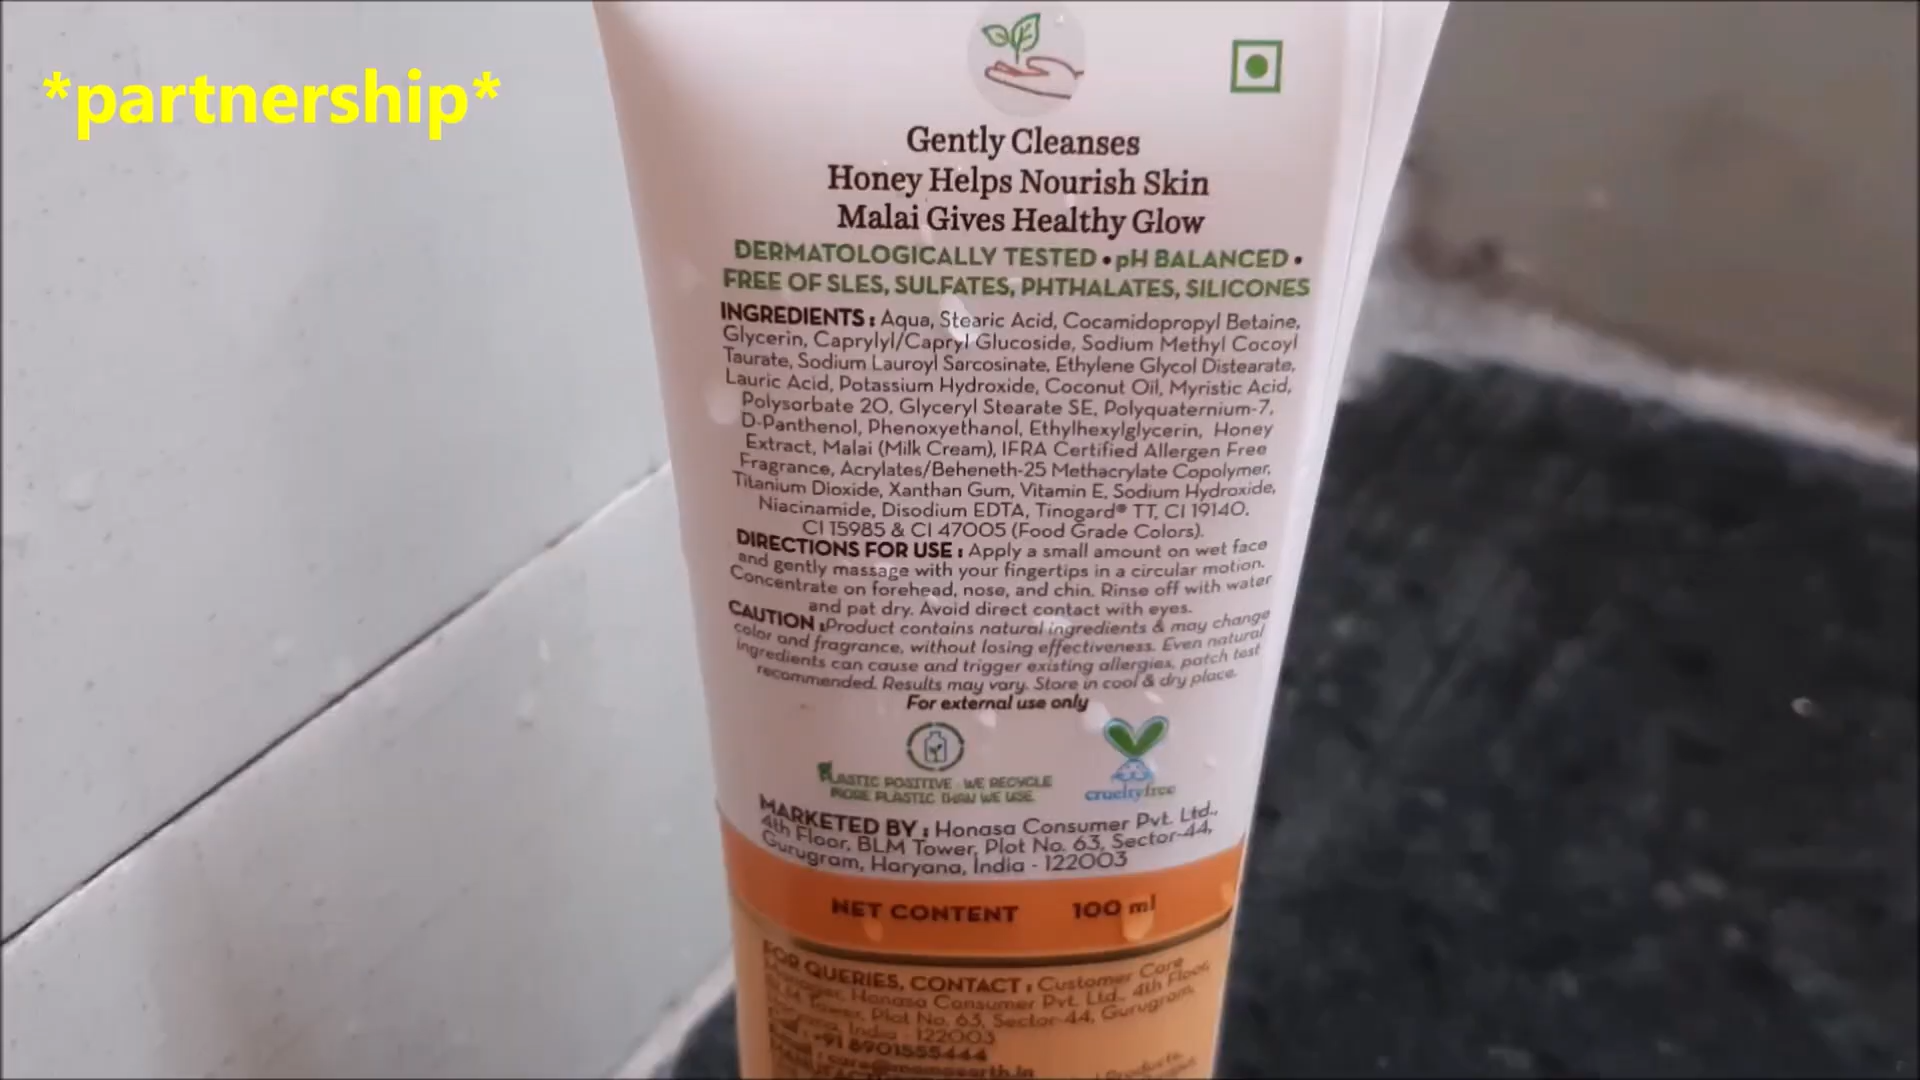 *partnership*
Gently Cleanses
Honey Helps Nourish Skin
Malai Gives Healthy Glow
DERMATOLOGICALLY TESTED • pH BALANCED •
FREE OF SLES, SULFATES, PHTHALATES, SILICONES
INGREDIENTS : Aqua, Stearic Acid, Cocamidopropyl Betaine,
Glycerin, Caprylyl/Capryl Glucoside, Sodium Methyl Cocoyl
Taurate, Sodium Lauroyl Sarcosinate, Ethylene Glycol Distearate,
Lauric Acid, Potassium Hydroxide, Coconut Oil, Myristic Acid,
Polysorbate 20, Glyceryl Stearate SE, Polyquaternium-7,
D-Panthenol, Phenoxyethanol, Ethylhexylglycerin, Honey
Extract, Malai (Milk Cream), IFRA Certified Allergen Free
Fragrance, Acrylates/Beheneth-25 Methacrylate Copolymer,
Titanium Dioxide, Xanthan Gum, Vitamin E, Sodium Hydroxide,
Niacinamide, Disodium EDTA, Tinogard® TT, CI 19140,
CI 15985 & CI 47005 (Food Grade Colors).
DIRECTIONS FOR USE : Apply a small amount on wet face
and gently massage with your fingertips in a circular motion.
Concentrate on forehead, nose, and chin. Rinse off with water
and pat dry. Avoid direct contact with eyes.
CAUTION : Product contains natural ingredients & may change
color and fragrance, without losing effectiveness. Even natural
ingredients can cause and trigger existing allergies, patch test
recommended. Results may vary. Store in cool & dry place.
For external use only
PLASTIC POSITIVE : WE RECYCLE
MORE PLASTIC THAN WE USE
crueltyfree
MARKETED BY : Honasa Consumer Pvt. Ltd.,
4th Floor, BLM Tower, Plot No. 63, Sector-44,
Gurugram, Haryana, India - 122003
NET CONTENT 100 ml
FOR QUERIES, CONTACT : Customer Care
Manager, Honasa Consumer Pvt. Ltd., 4th Floor,
BLM Tower, Plot No. 63, Sector-44, Gurugram,
Haryana, India - 122003
+91 8901555444
care@mamaearth.in